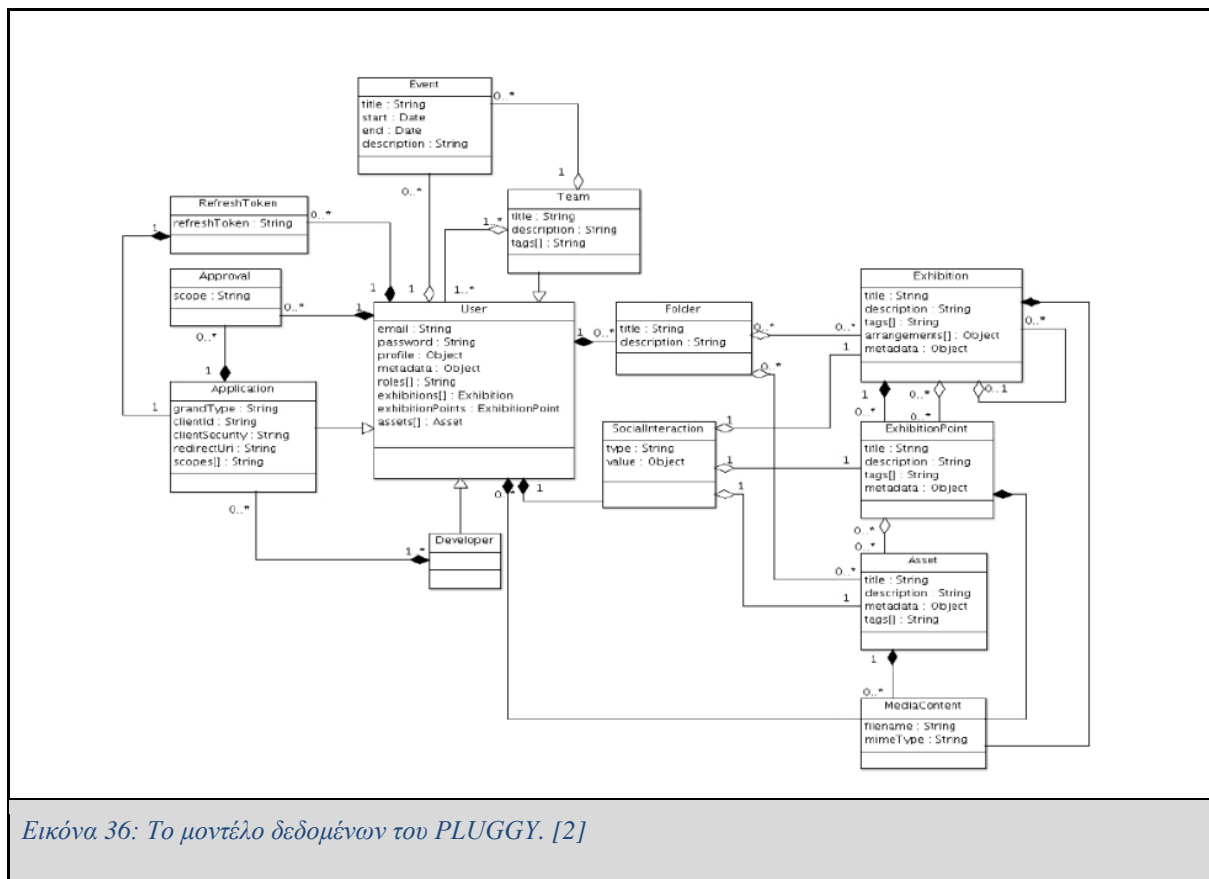 Event
title : String
start : Date
end : Date
description : String
0..*
0..*
1
Team
title : String
description : String
tags[] : String
1..*
1..*
RefreshToken
refreshToken : String
0..*
1
1
1
Approval
scope : String
0..*
1
0..*
1
Application
grandType : String
clientId : String
clientSecurity : String
redirectUri : String
scopes[] : String
1
0..*
User
email : String
password : String
profile : Object
metadata : Object
roles[] : String
exhibitions[] : Exhibition
exhibitionPoints : ExhibitionPoint
assets[] : Asset
0..*
1
Developer
1..*
1
0..*
Folder
title : String
description : String
0..*
0..*
0..*
0..*
SocialInteraction
type : String
value : Object
1
1
1
1
1
1
Exhibition
title : String
description : String
tags[] : String
arrangements[] : Object
metadata : Object
0..*
0..1
1
0..*
0..*
0..*
ExhibitionPoint
title : String
description : String
tags[] : String
metadata : Object
0..*
0..*
Asset
title : String
description : String
metadata : Object
tags[] : String
1
0..*
MediaContent
filename : String
mimeType : String
Εικόνα 36: Το μοντέλο δεδομένων του PLUGGY. [2]